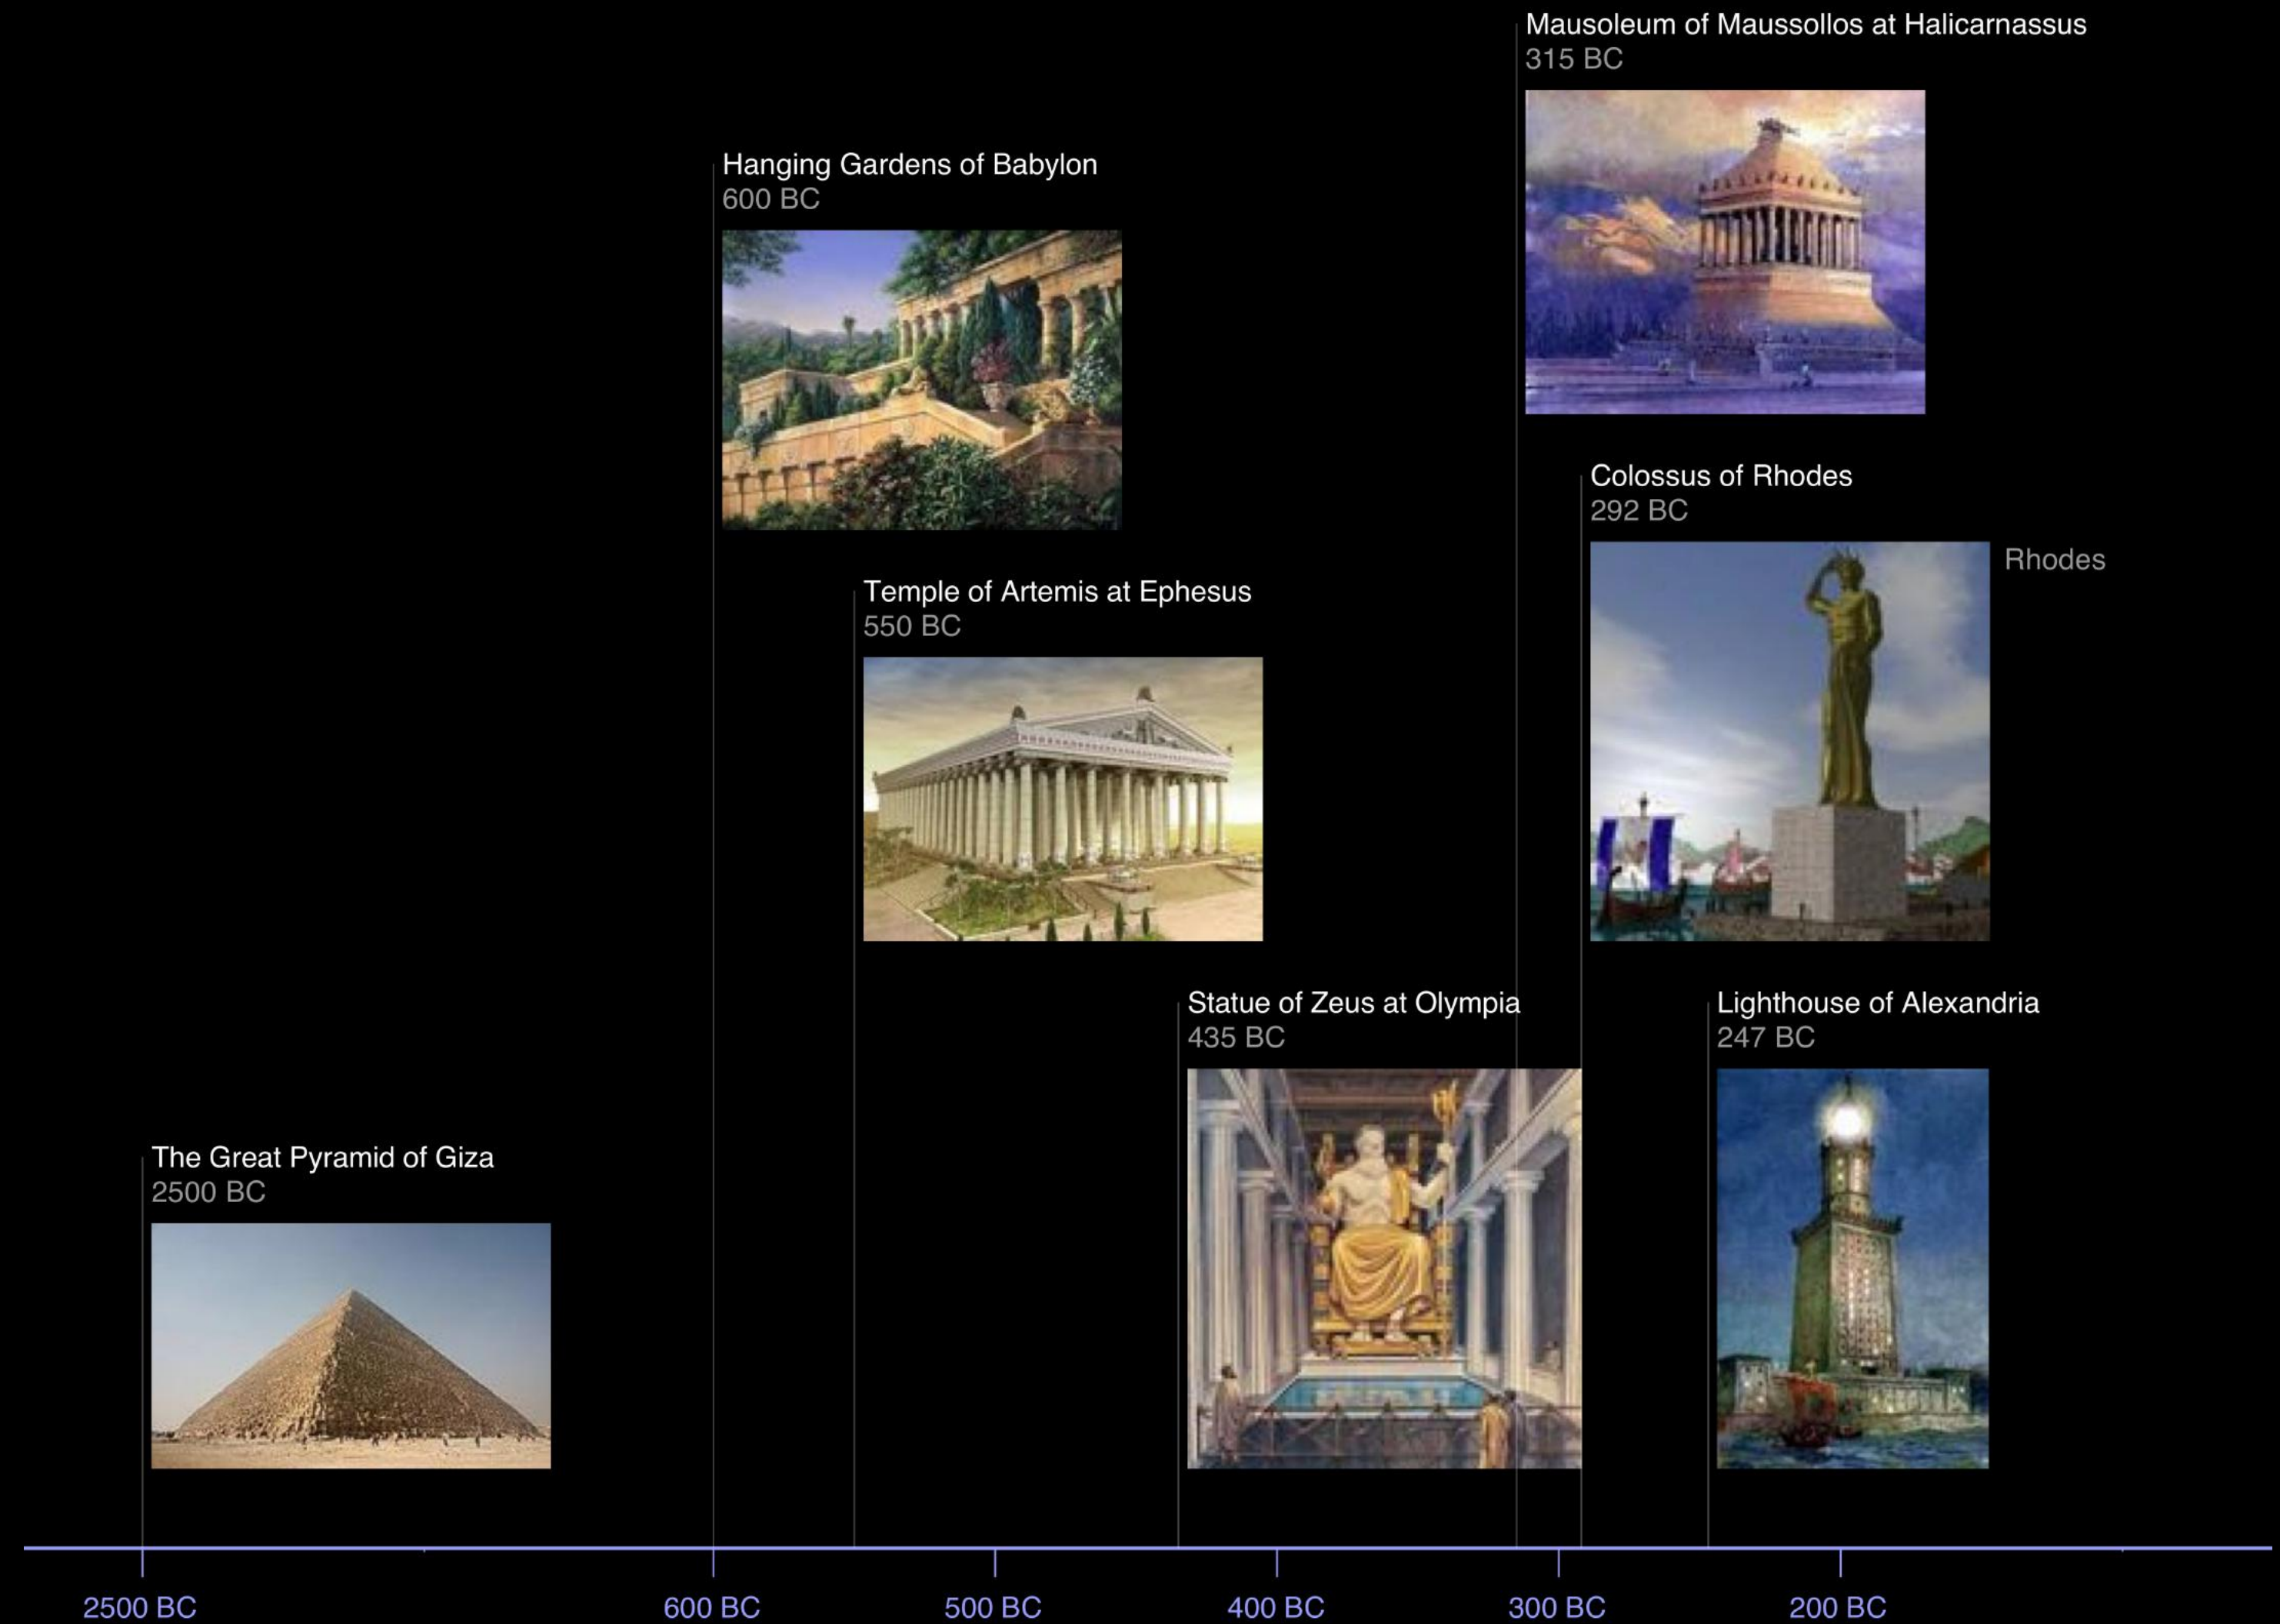 Mausoleum of Maussollos at Halicarnassus
315 BC
Hanging Gardens of Babylon
600 BC
Colossus of Rhodes
292 BC
Rhodes
Temple of Artemis at Ephesus
550 BC
Statue of Zeus at Olympia
435 BC
Lighthouse of Alexandria
247 BC
The Great Pyramid of Giza
2500 BC
2500 BC
600 BC
500 BC
400 BC
300 BC
200 BC